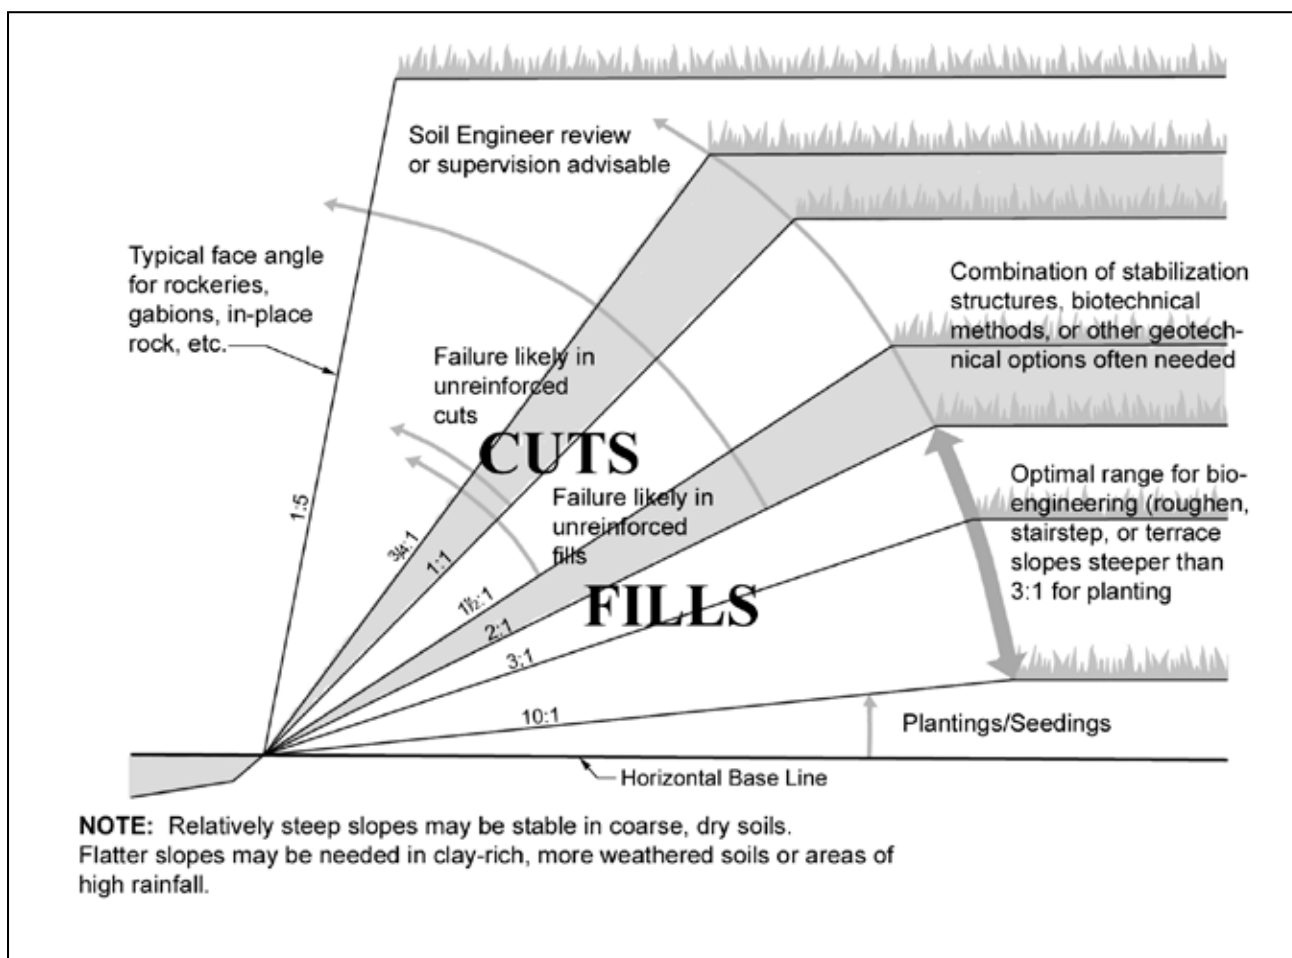 Soil Engineer review
or supervision advisable
Typical face angle
for rockeries,
gabions, in-place
rock, etc.
Combination of stabilization
structures, biotechnical
methods, or other geotech-
nical options often needed
Failure likely in
unreinforced
cuts
CUTS
Failure likely in
unreinforced
fills
FILLS
Optimal range for bio-
engineering (roughen,
stairstep, or terrace
slopes steeper than
3:1 for planting
1:5
¾:1
1:1
1½:1
2:1
3:1
10:1
Plantings/Seedings
Horizontal Base Line
NOTE: Relatively steep slopes may be stable in coarse, dry soils.
Flatter slopes may be needed in clay-rich, more weathered soils or areas of
high rainfall.